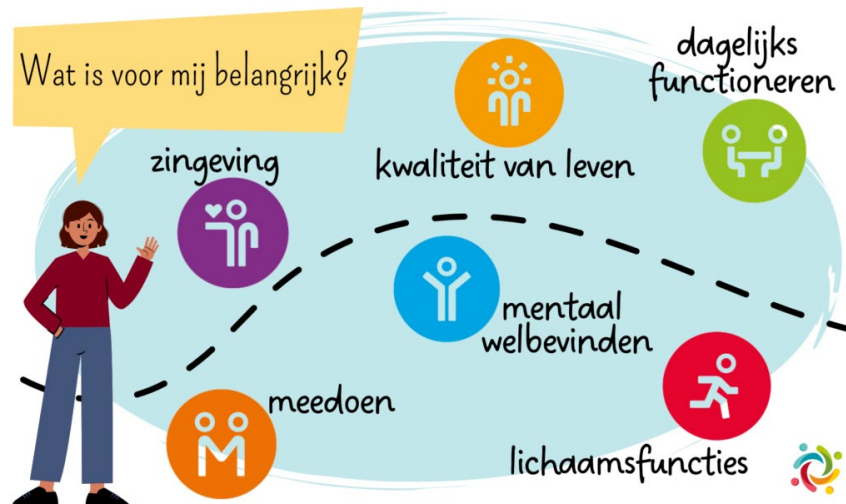 Wat is voor mij belangrijk?
zingeving
kwaliteit van leven
dagelijks
functioneren
mentaal
welbevinden
meedoen
lichaamsfuncties